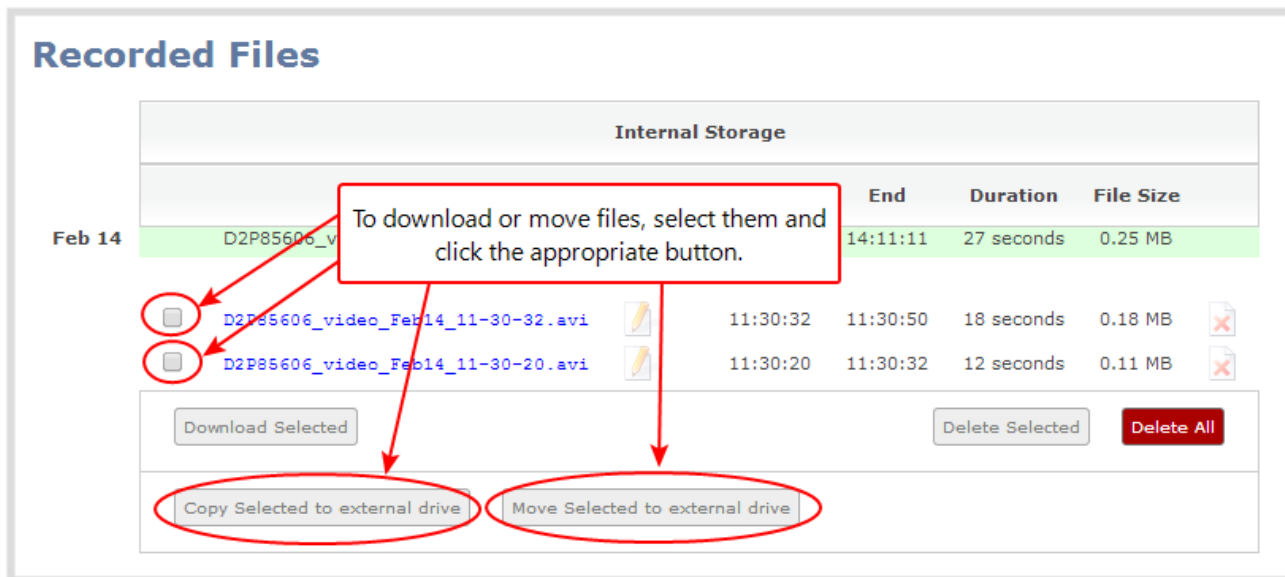 Recorded Files
Internal Storage
End Duration File Size
To download or move files, select them and
click the appropriate button.
Feb 14 D2P85606_v 14:11:11 27 seconds 0.25 MB
D2P85606_video_Feb14_11-30-32.avi 11:30:32 11:30:50 18 seconds 0.18 MB
D2P85606_video_Feb14_11-30-20.avi 11:30:20 11:30:32 12 seconds 0.11 MB
Download Selected Delete Selected Delete All
Copy Selected to external drive Move Selected to external drive